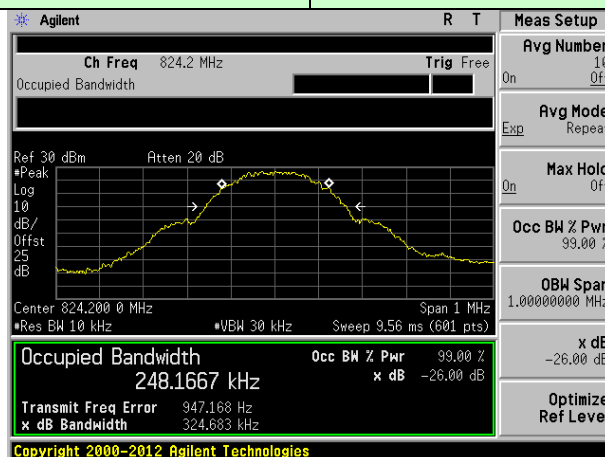 Agilent R T Meas Setup
Ch Freq 824.2 MHz Trig Free
Occupied Bandwidth
Ref 30 dBm Atten 20 dB
#Peak
Log
10
dB/
Offst
25
dB
Center 824.200 0 MHz Span 1 MHz
#Res BW 10 kHz #VBW 30 kHz Sweep 9.56 ms (601 pts)
Occupied Bandwidth Occ BW % Pwr 99.00 %
248.1667 kHz x dB -26.00 dB
Transmit Freq Error 947.168 Hz
x dB Bandwidth 324.683 kHz
Copyright 2000-2012 Agilent Technologies
Avg Number
10
On Off
Avg Mode
Exp Repeat
Max Hold
On Off
Occ BW % Pwr
99.00 %
OBW Span
1.00000000 MHz
x dB
-26.00 dB
Optimize
Ref Level